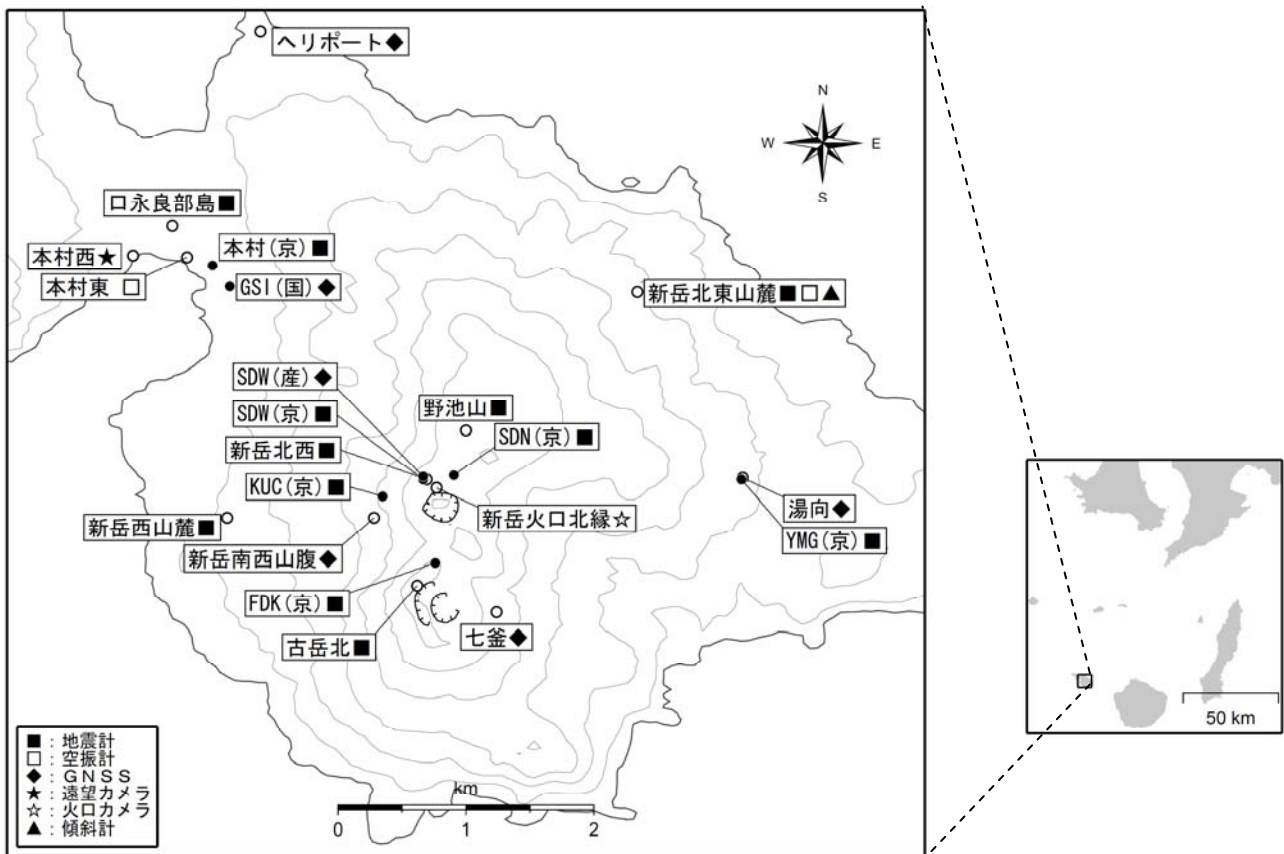 ヘリポート◆
N
W E
S
口永良部島■
本村(京)■
本村西★
本村東 □
GSI(国)◆
新岳北東山麓■□▲
SDW(産)◆
SDW(京)■
野池山■
新岳北西■
SDN(京)■
KUC(京)■
新岳西山麓■
新岳火口北縁☆
湯向◆
YMG(京)■
新岳南西山腹◆
FDK(京)■
古岳北■
七釜◆
50 km
■：地震計
□：空振計
◆：ＧＮＳＳ
★：遠望カメラ
☆：火口カメラ
▲：傾斜計
km
0 1 2